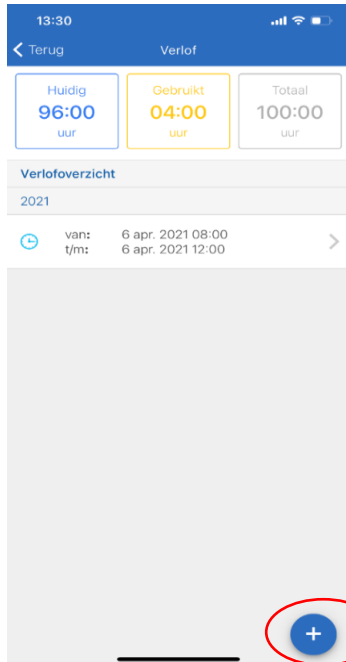 13:30
Terug Verlof
Huidig Gebruikt Totaal
96:00 04:00 100:00
uur uur uur
Verlofoverzicht
2021
van: 6 apr. 2021 08:00
t/m: 6 apr. 2021 12:00
+